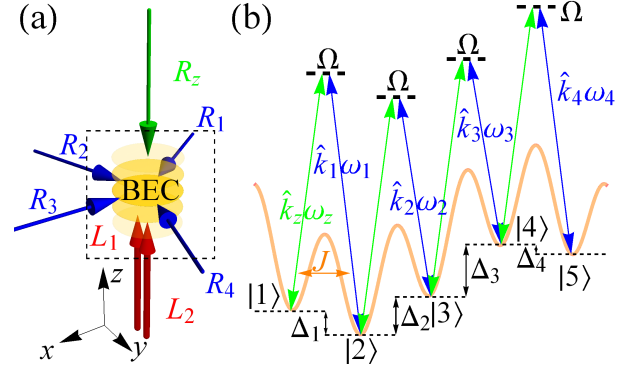 (a)
R_z
R_1
R_2
BEC
R_3
L_1
R_4
z
L_2
x
y
(b)
Ω
Ω
Ω
Ω
k̂_1ω_1
k̂_zω_z
k̂_2ω_2
k̂_3ω_3
k̂_4ω_4
J
|1⟩
|2⟩
|3⟩
|4⟩
|5⟩
Δ_1
Δ_2
Δ_3
Δ_4